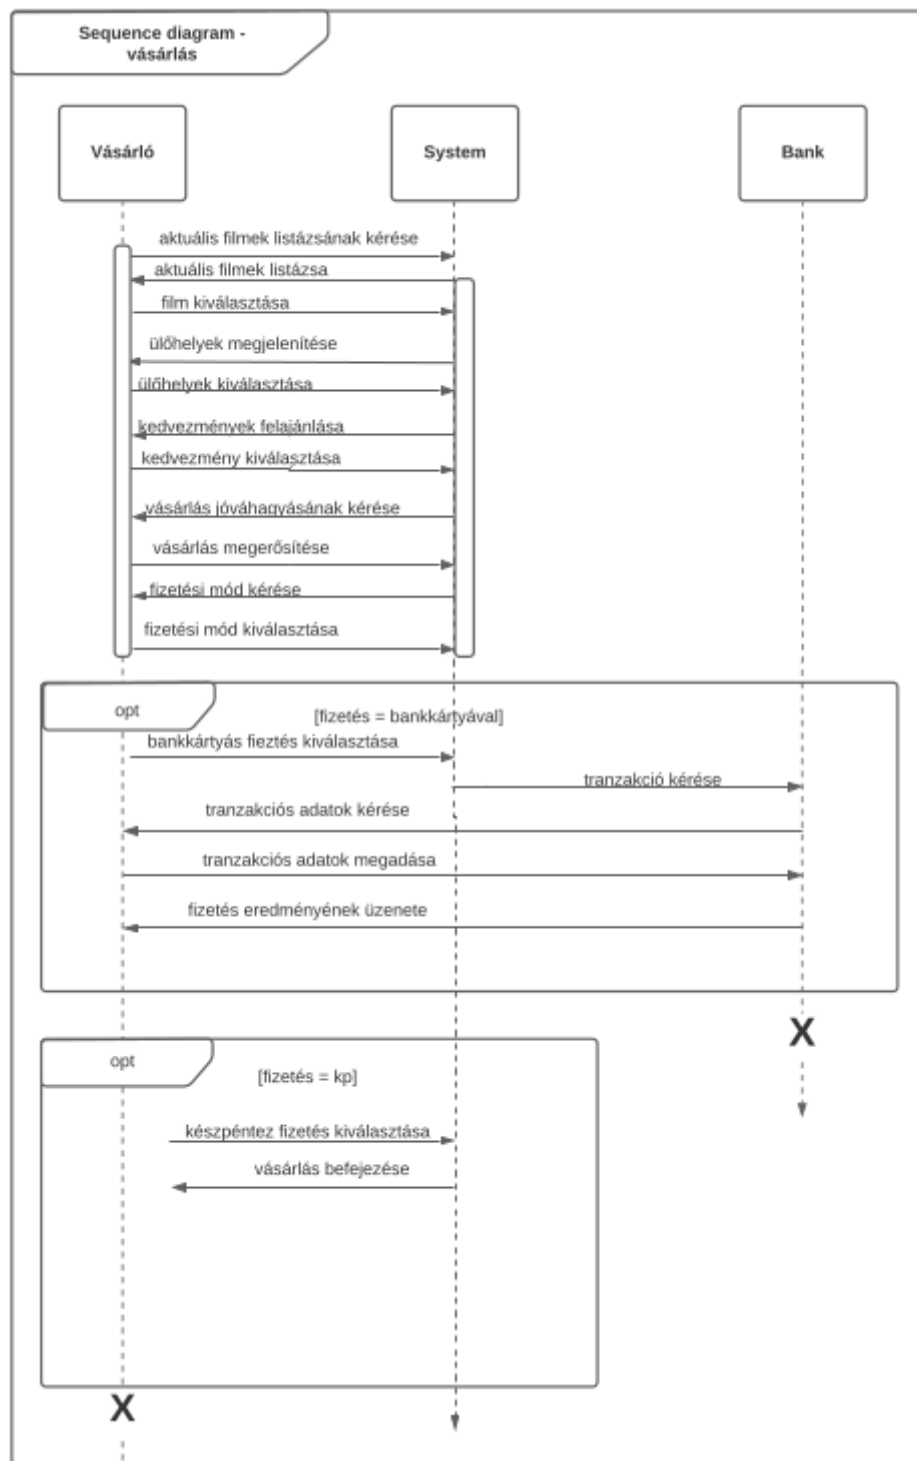 Sequence diagram -
vásárlás
Vásárló
System
Bank
aktuális filmek listázsának kérése
aktuális filmek listázsa
film kiválasztása
ülőhelyek megjelenítése
ülőhelyek kiválasztása
kedvezmények felajánlása
kedvezmény kiválasztása
vásárlás jóváhagyásának kérése
vásárlás megerősítése
fizetési mód kérése
fizetési mód kiválasztása
opt
[fizetés = bankkártyával]
bankkártyás fieztés kiválasztása
tranzakció kérése
tranzakciós adatok kérése
tranzakciós adatok megadása
fizetés eredményének üzenete
X
opt
[fizetés = kp]
készpéntez fizetés kiválasztása
vásárlás befejezése
X